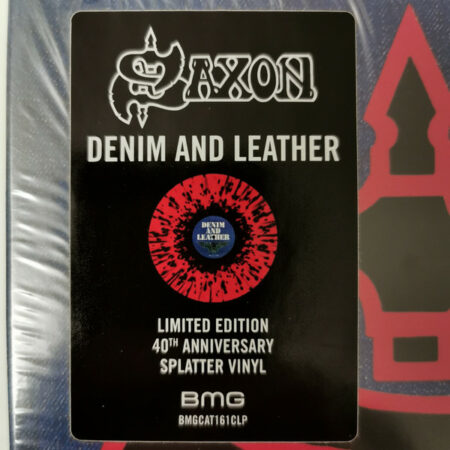 SAXON
DENIM AND LEATHER
DENIM
AND
LEATHER
LIMITED EDITION
40TH ANNIVERSARY
SPLATTER VINYL
BMG
BMGCAT161CLP